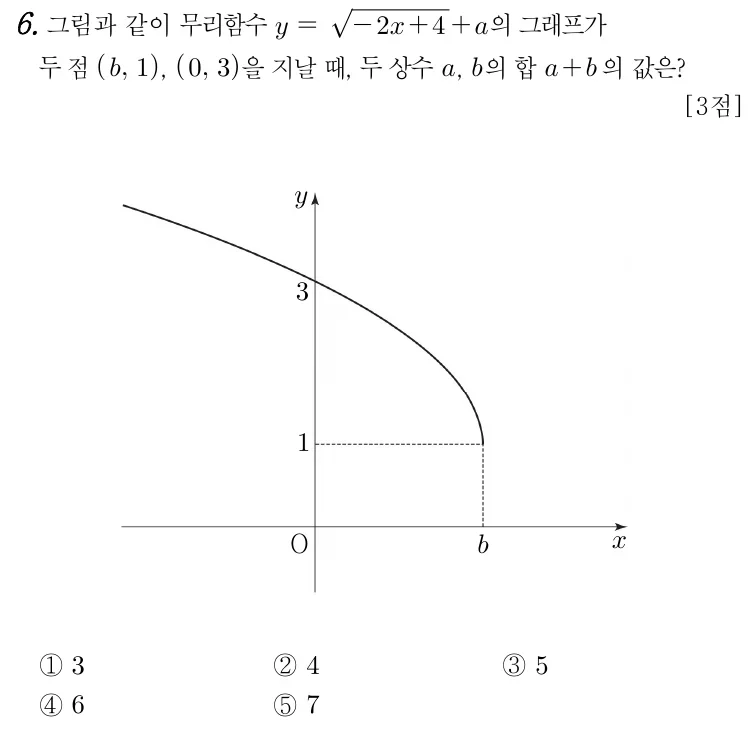 6. 그림과 같이 무리함수 y = √(-2x+4) + a의 그래프가
두 점 (b, 1), (0, 3)을 지날 때, 두 상수 a, b의 합 a+b의 값은?
[3점]
y
3
1
O
b
x
① 3
② 4
③ 5
④ 6
⑤ 7